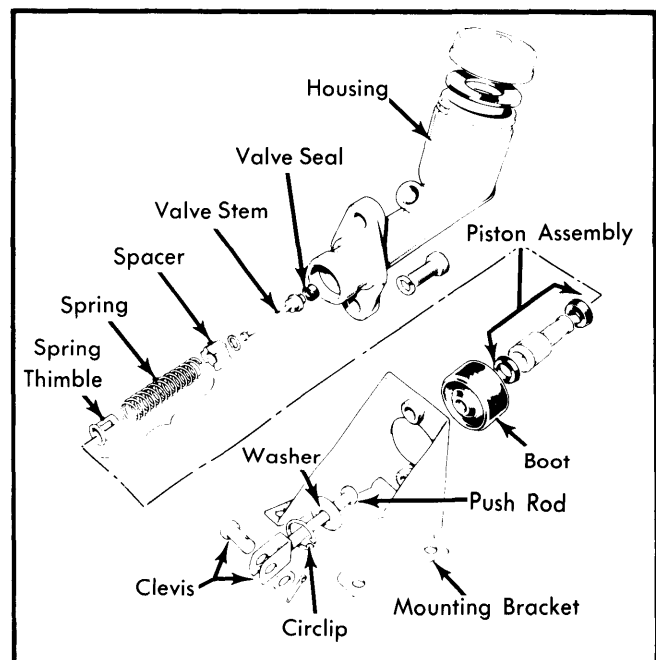 Housing
Valve Seal
Valve Stem
Piston Assembly
Spacer
Spring
Spring
Thimble
Washer
Boot
Push Rod
Clevis
Mounting Bracket
Circlip